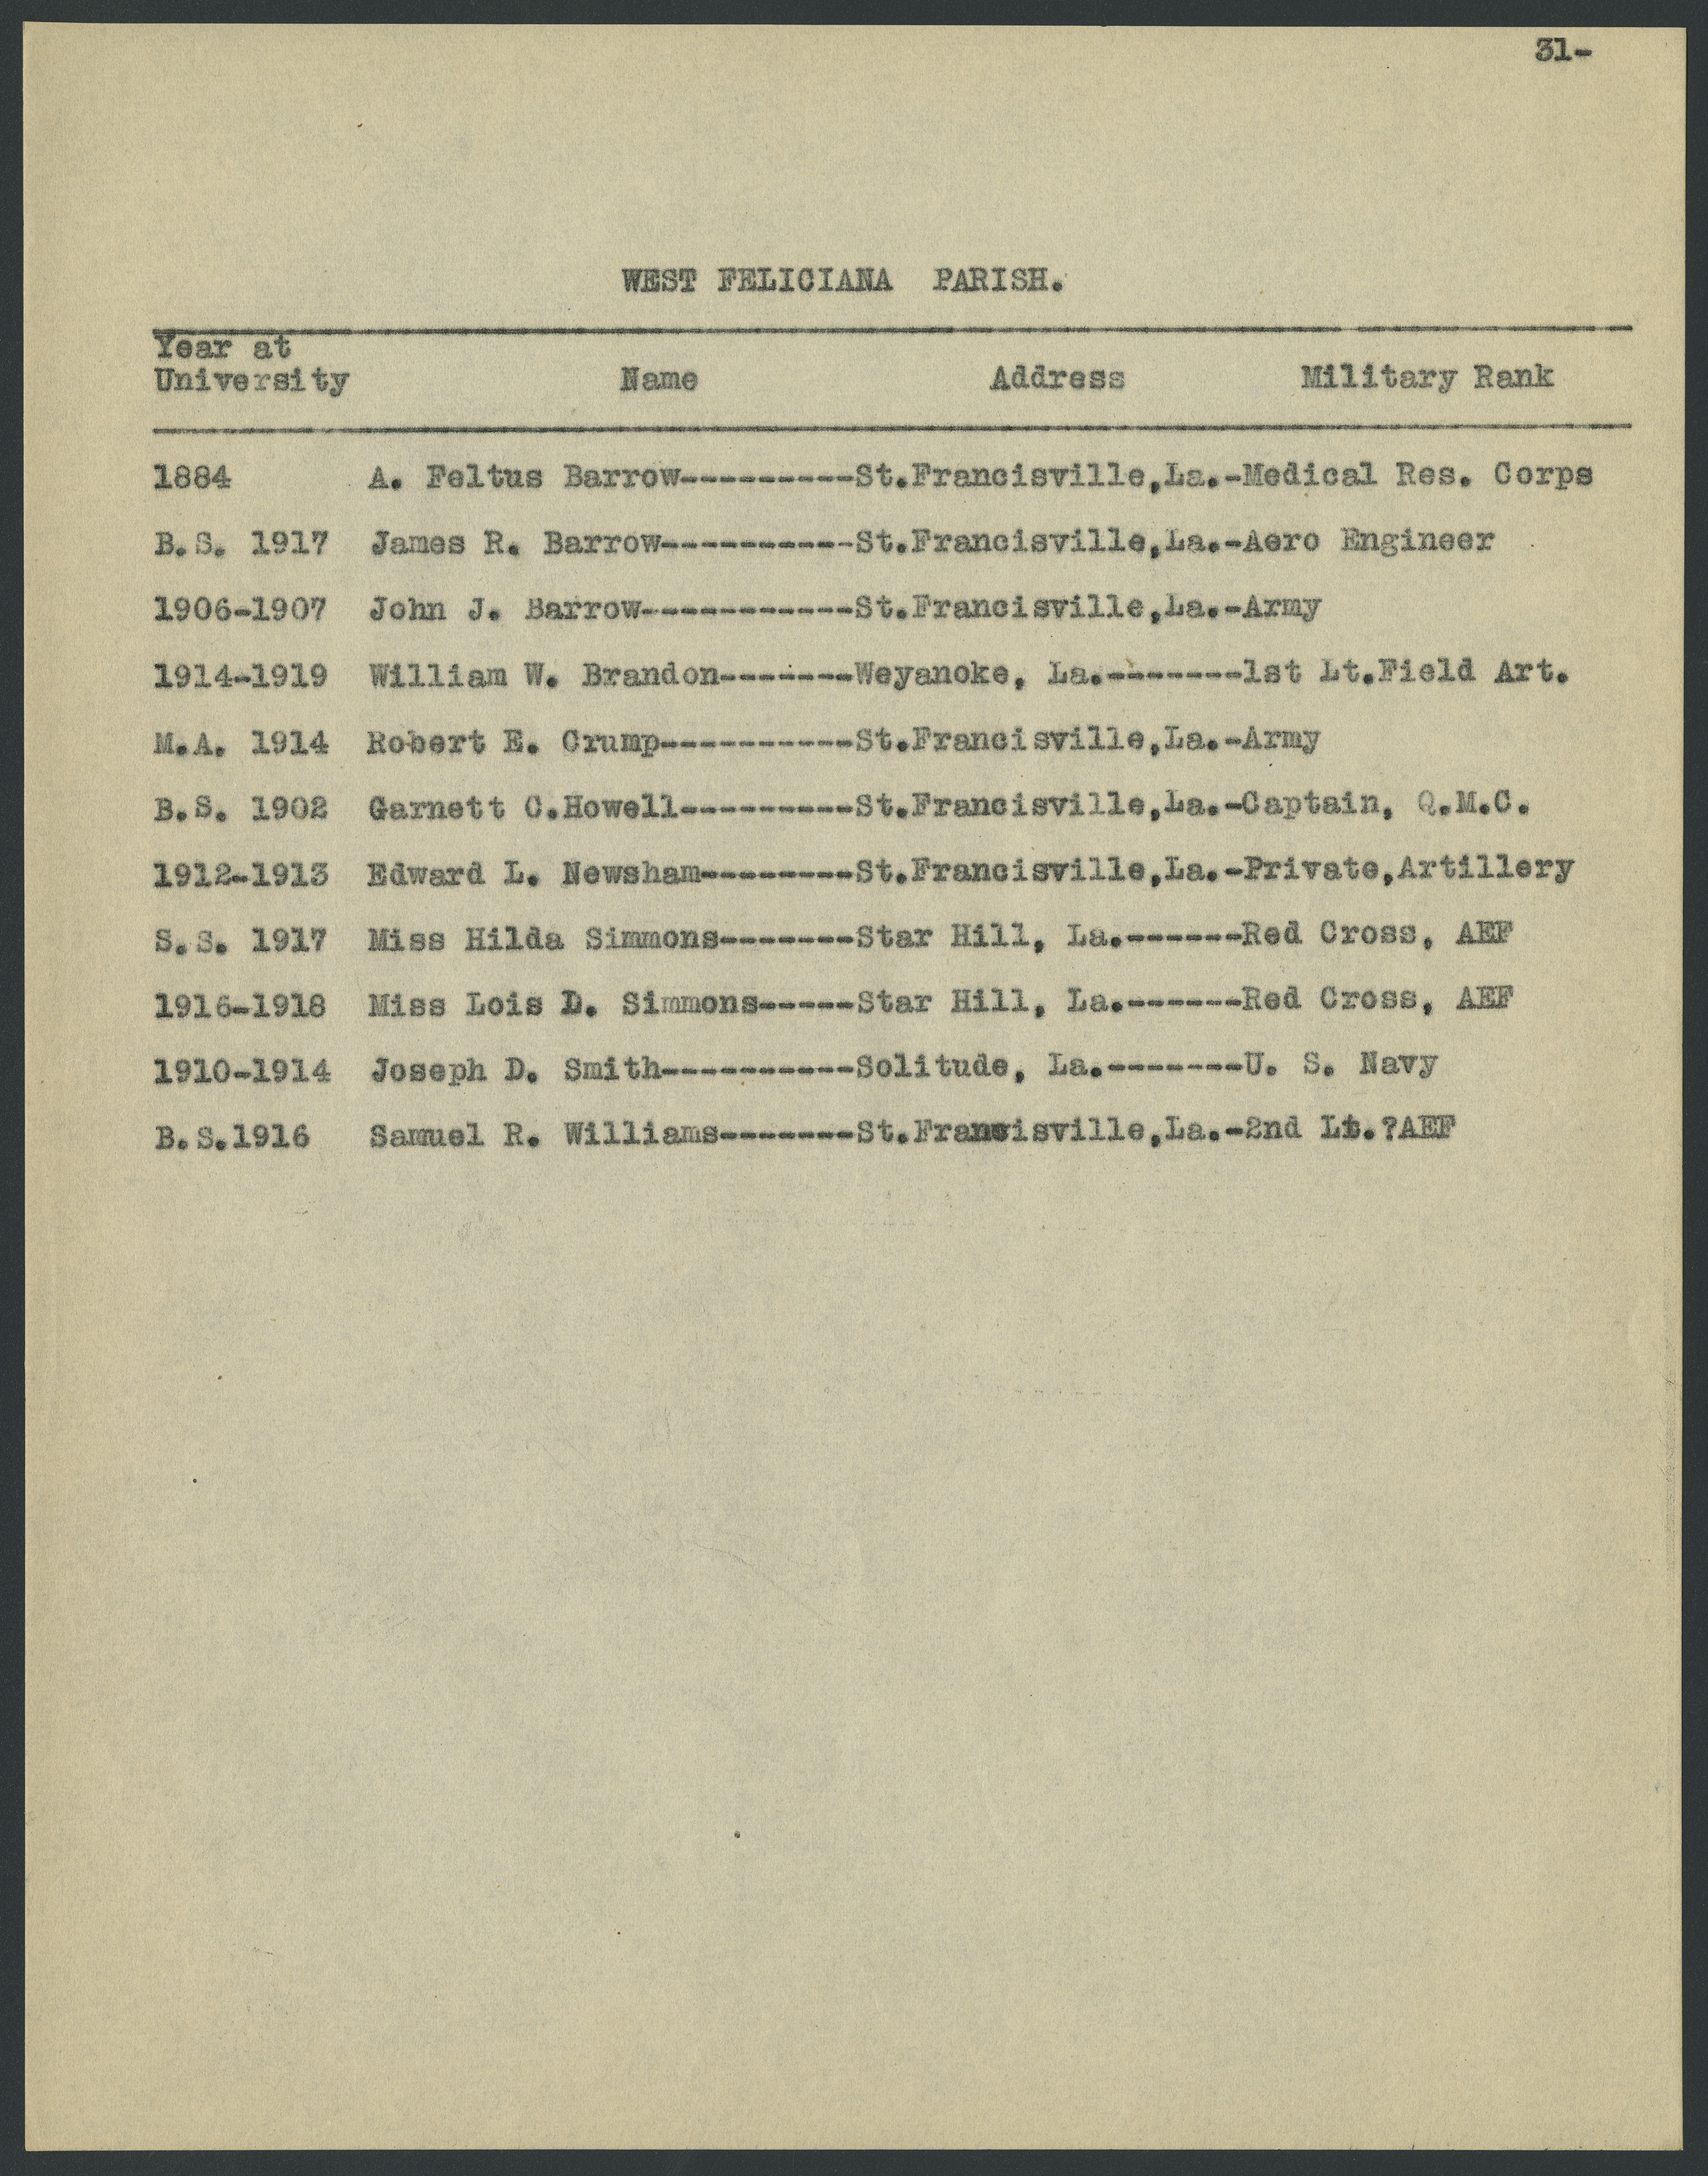 31-
WEST FELICIANA PARISH.
Year at
University Name Address Military Rank
1884 A. Feltus Barrow---------St.Francisville,La.-Medical Res. Corps
B.S. 1917 James R. Barrow----------St.Francisville,La.-Aero Engineer
1906-1907 John J. Barrow-----------St.Francisville,La.-Army
1914-1919 William W. Brandon-------Weyanoke, La.-------1st Lt.Field Art.
M.A. 1914 Robert E. Crump----------St.Francisville,La.-Army
B.S. 1902 Garnett C.Howell---------St.Francisville,La.-Captain, Q.M.C.
1912-1913 Edward L. Newsham--------St.Francisville,La.-Private,Artillery
S.S. 1917 Miss Hilda Simmons-------Star Hill, La.------Red Cross, AEF
1916-1918 Miss Lois D. Simmons-----Star Hill, La.------Red Cross, AEF
1910-1914 Joseph D. Smith----------Solitude, La.-------U. S. Navy
B.S.1916 Samuel R. Williams-------St.Francisville,La.-2nd Lt.?AEF